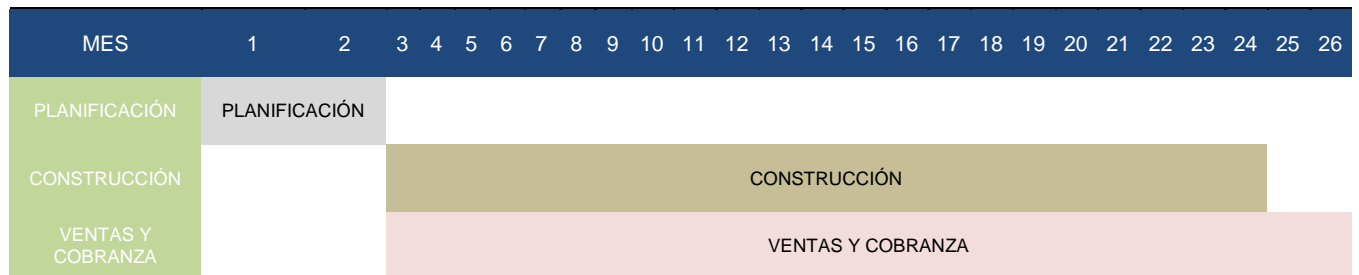 MES 1 2 3 4 5 6 7 8 9 10 11 12 13 14 15 16 17 18 19 20 21 22 23 24 25 26
PLANIFICACIÓN PLANIFICACIÓN
CONSTRUCCIÓN CONSTRUCCIÓN
VENTAS Y
COBRANZA
VENTAS Y COBRANZA